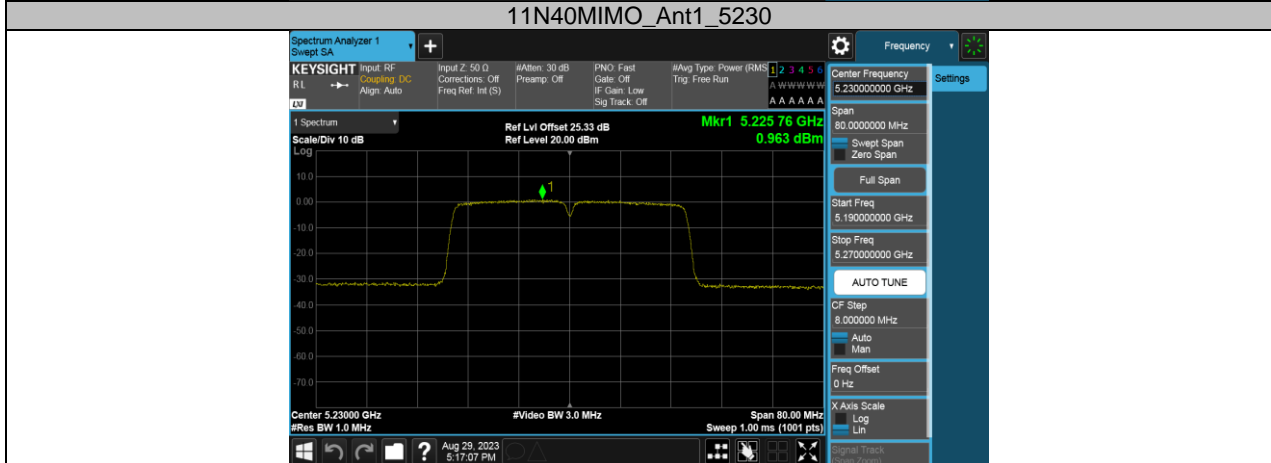 11N40MIMO_Ant1_5230
Spectrum Analyzer 1
Swept SA
+
Frequency
KEYSIGHT
RL
LXI
Input: RF
Coupling: DC
Align: Auto
Input Z: 50 Ω
Corrections: Off
Freq Ref: Int (S)
#Atten: 30 dB
Preamp: Off
PNO: Fast
Gate: Off
IF Gain: Low
Sig Track: Off
#Avg Type: Power (RMS
Trig: Free Run
1 2 3 4 5 6
A W W W W W
A A A A A A
Center Frequency
5.230000000 GHz
Settings
Span
80.0000000 MHz
Swept Span
Zero Span
Full Span
Start Freq
5.190000000 GHz
Stop Freq
5.270000000 GHz
AUTO TUNE
CF Step
8.000000 MHz
Auto
Man
Freq Offset
0 Hz
X Axis Scale
Log
Lin
Signal Track
(Span Zoom)
1 Spectrum
Scale/Div 10 dB
Log
Ref Lvl Offset 25.33 dB
Ref Level 20.00 dBm
Mkr1 5.225 76 GHz
0.963 dBm
1
10.0
0.00
-10.0
-20.0
-30.0
-40.0
-50.0
-60.0
-70.0
Center 5.23000 GHz
#Video BW 3.0 MHz
Span 80.00 MHz
#Res BW 1.0 MHz
Sweep 1.00 ms (1001 pts)
?
Aug 29, 2023
5:17:07 PM